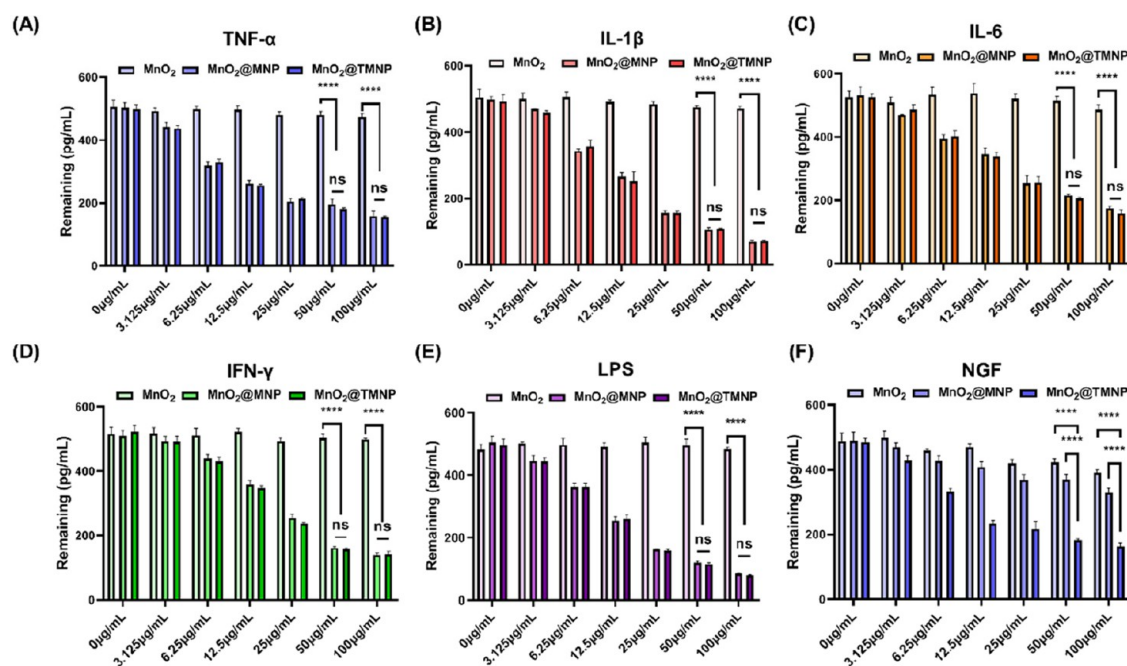 (A)
TNF-α
MnO₂ MnO₂@MNP MnO₂@TMNP
Remaining (pg/mL)
600
400
200
0
**** ****
ns ns
0μg/mL 3.125μg/mL 6.25μg/mL 12.5μg/mL 25μg/mL 50μg/mL 100μg/mL
(B)
IL-1β
MnO₂ MnO₂@MNP MnO₂@TMNP
Remaining (pg/mL)
600
400
200
0
**** ****
ns ns
0μg/mL 3.125μg/mL 6.25μg/mL 12.5μg/mL 25μg/mL 50μg/mL 100μg/mL
(C)
IL-6
MnO₂ MnO₂@MNP MnO₂@TMNP
Remaining (pg/mL)
600
400
200
0
**** ****
ns ns
0μg/mL 3.125μg/mL 6.25μg/mL 12.5μg/mL 25μg/mL 50μg/mL 100μg/mL
(D)
IFN-γ
MnO₂ MnO₂@MNP MnO₂@TMNP
Remaining (pg/mL)
600
400
200
0
**** ****
ns ns
0μg/mL 3.125μg/mL 6.25μg/mL 12.5μg/mL 25μg/mL 50μg/mL 100μg/mL
(E)
LPS
MnO₂ MnO₂@MNP MnO₂@TMNP
Remaining (pg/mL)
600
400
200
0
**** ****
ns ns
0μg/mL 3.125μg/mL 6.25μg/mL 12.5μg/mL 25μg/mL 50μg/mL 100μg/mL
(F)
NGF
MnO₂ MnO₂@MNP MnO₂@TMNP
Remaining (pg/mL)
600
400
200
0
**** ****
**** ****
0μg/mL 3.125μg/mL 6.25μg/mL 12.5μg/mL 25μg/mL 50μg/mL 100μg/mL